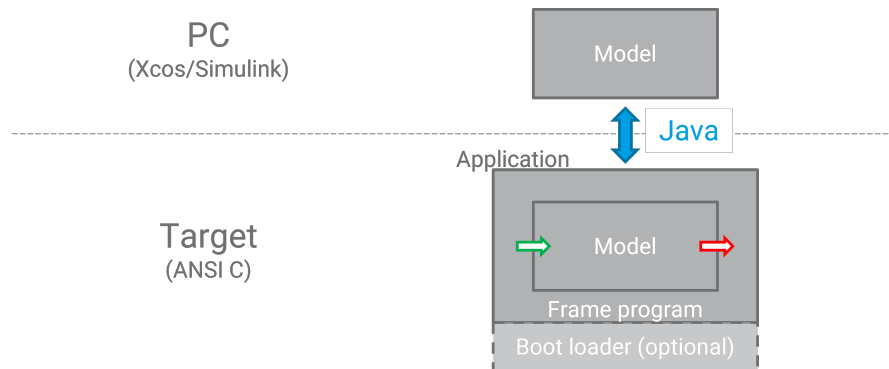 PC
(Xcos/Simulink)
Model
Java
Application
Target
(ANSI C)
Model
Frame program
Boot loader (optional)